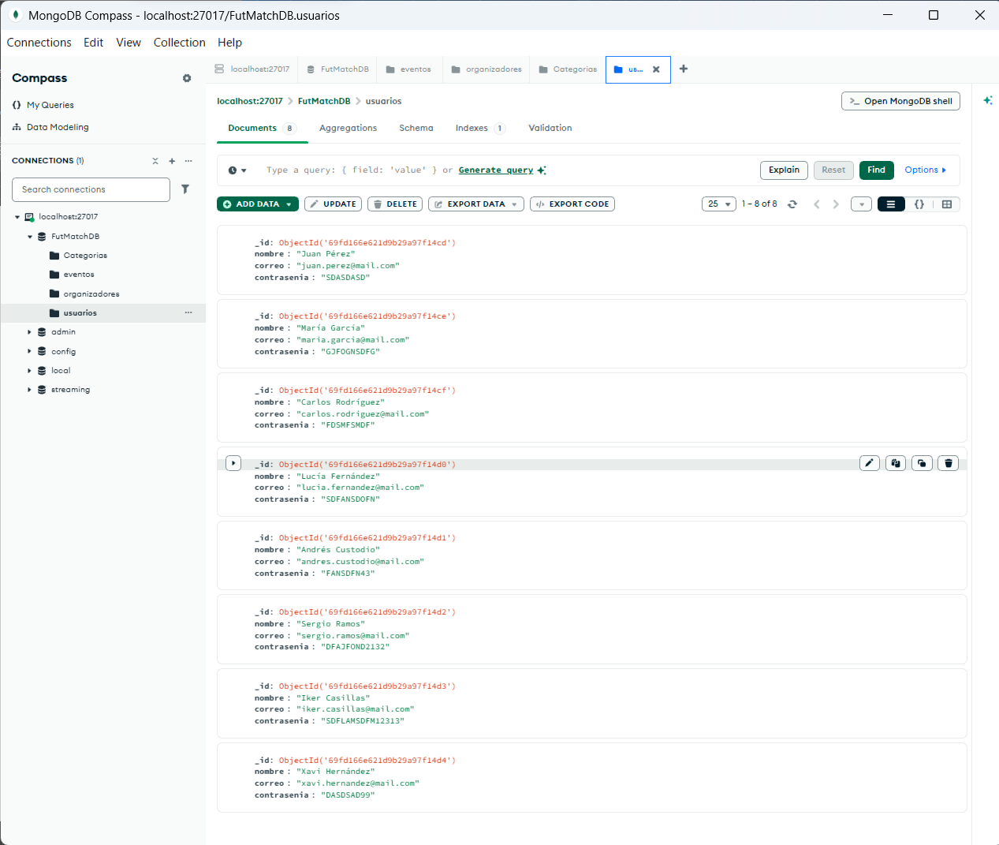 MongoDB Compass - localhost:27017/FutMatchDB.usuarios
Connections Edit View Collection Help
Compass
My Queries
Data Modeling
CONNECTIONS (1)
Search connections
localhost:27017
FutMatchDB
Categorias
eventos
organizadores
usuarios
admin
config
local
streaming
localhost:27017 FutMatchDB eventos organizadores Categorias us...
localhost:27017 FutMatchDB usuarios
>_ Open MongoDB shell
Documents 8 Aggregations Schema Indexes 1 Validation
Type a query: { field: 'value' } or Generate query
Explain Reset Find Options
ADD DATA UPDATE DELETE EXPORT DATA EXPORT CODE
25 1 – 8 of 8
_id: ObjectId('69fd166e621d9b29a97f14cd')
nombre : "Juan Pérez"
correo : "juan.perez@mail.com"
contrasenia : "SDASDASD"
_id: ObjectId('69fd166e621d9b29a97f14ce')
nombre : "María García"
correo : "maria.garcia@mail.com"
contrasenia : "GJFOGNSDFG"
_id: ObjectId('69fd166e621d9b29a97f14cf')
nombre : "Carlos Rodríguez"
correo : "carlos.rodriguez@mail.com"
contrasenia : "FDSMFSMDF"
_id: ObjectId('69fd166e621d9b29a97f14d0')
nombre : "Lucía Fernández"
correo : "lucia.fernandez@mail.com"
contrasenia : "SDFANSDOFN"
_id: ObjectId('69fd166e621d9b29a97f14d1')
nombre : "Andrés Custodio"
correo : "andres.custodio@mail.com"
contrasenia : "FANSDFN43"
_id: ObjectId('69fd166e621d9b29a97f14d2')
nombre : "Sergio Ramos"
correo : "sergio.ramos@mail.com"
contrasenia : "DFAJFOND2132"
_id: ObjectId('69fd166e621d9b29a97f14d3')
nombre : "Iker Casillas"
correo : "iker.casillas@mail.com"
contrasenia : "SDFLAMSDFM12313"
_id: ObjectId('69fd166e621d9b29a97f14d4')
nombre : "Xavi Hernández"
correo : "xavi.hernandez@mail.com"
contrasenia : "DASDSAD99"